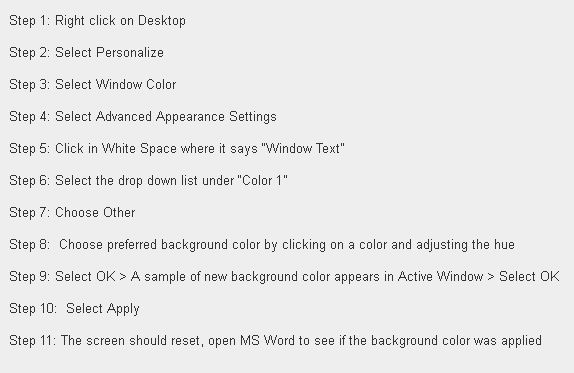 Step 1: Right click on Desktop
Step 2: Select Personalize
Step 3: Select Window Color
Step 4: Select Advanced Appearance Settings
Step 5: Click in White Space where it says "Window Text"
Step 6: Select the drop down list under "Color 1"
Step 7: Choose Other
Step 8:  Choose preferred background color by clicking on a color and adjusting the hue
Step 9: Select OK > A sample of new background color appears in Active Window > Select OK
Step 10:  Select Apply
Step 11: The screen should reset, open MS Word to see if the background color was applied